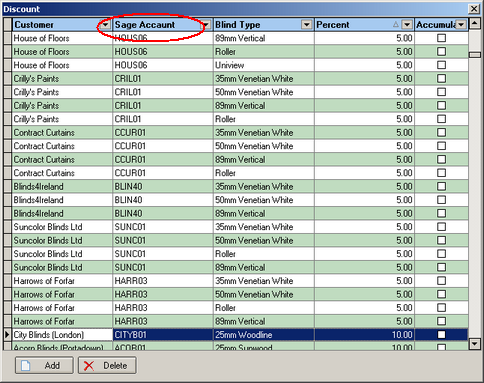 Discount
Customer Sage Account Blind Type Percent Accumula
House of Floors HOUS06 89mm Vertical 5.00
House of Floors HOUS06 Roller 5.00
House of Floors HOUS06 Uniview 5.00
Crilly's Paints CRIL01 35mm Venetian White 5.00
Crilly's Paints CRIL01 50mm Venetian White 5.00
Crilly's Paints CRIL01 89mm Vertical 5.00
Crilly's Paints CRIL01 Roller 5.00
Contract Curtains CCUR01 35mm Venetian White 5.00
Contract Curtains CCUR01 50mm Venetian White 5.00
Contract Curtains CCUR01 89mm Vertical 5.00
Contract Curtains CCUR01 Roller 5.00
Blinds4Ireland BLIN40 35mm Venetian White 5.00
Blinds4Ireland BLIN40 50mm Venetian White 5.00
Blinds4Ireland BLIN40 89mm Vertical 5.00
Suncolor Blinds Ltd SUNC01 35mm Venetian White 5.00
Suncolor Blinds Ltd SUNC01 50mm Venetian White 5.00
Suncolor Blinds Ltd SUNC01 Roller 5.00
Suncolor Blinds Ltd SUNC01 89mm Vertical 5.00
Harrows of Forfar HARR03 35mm Venetian White 5.00
Harrows of Forfar HARR03 50mm Venetian White 5.00
Harrows of Forfar HARR03 Roller 5.00
Harrows of Forfar HARR03 89mm Vertical 5.00
City Blinds (London) CITYB01 25mm Woodline 10.00
Acorn Blinds (Portadown) ACOR01 25mm Sunwood 10.00
Add Delete